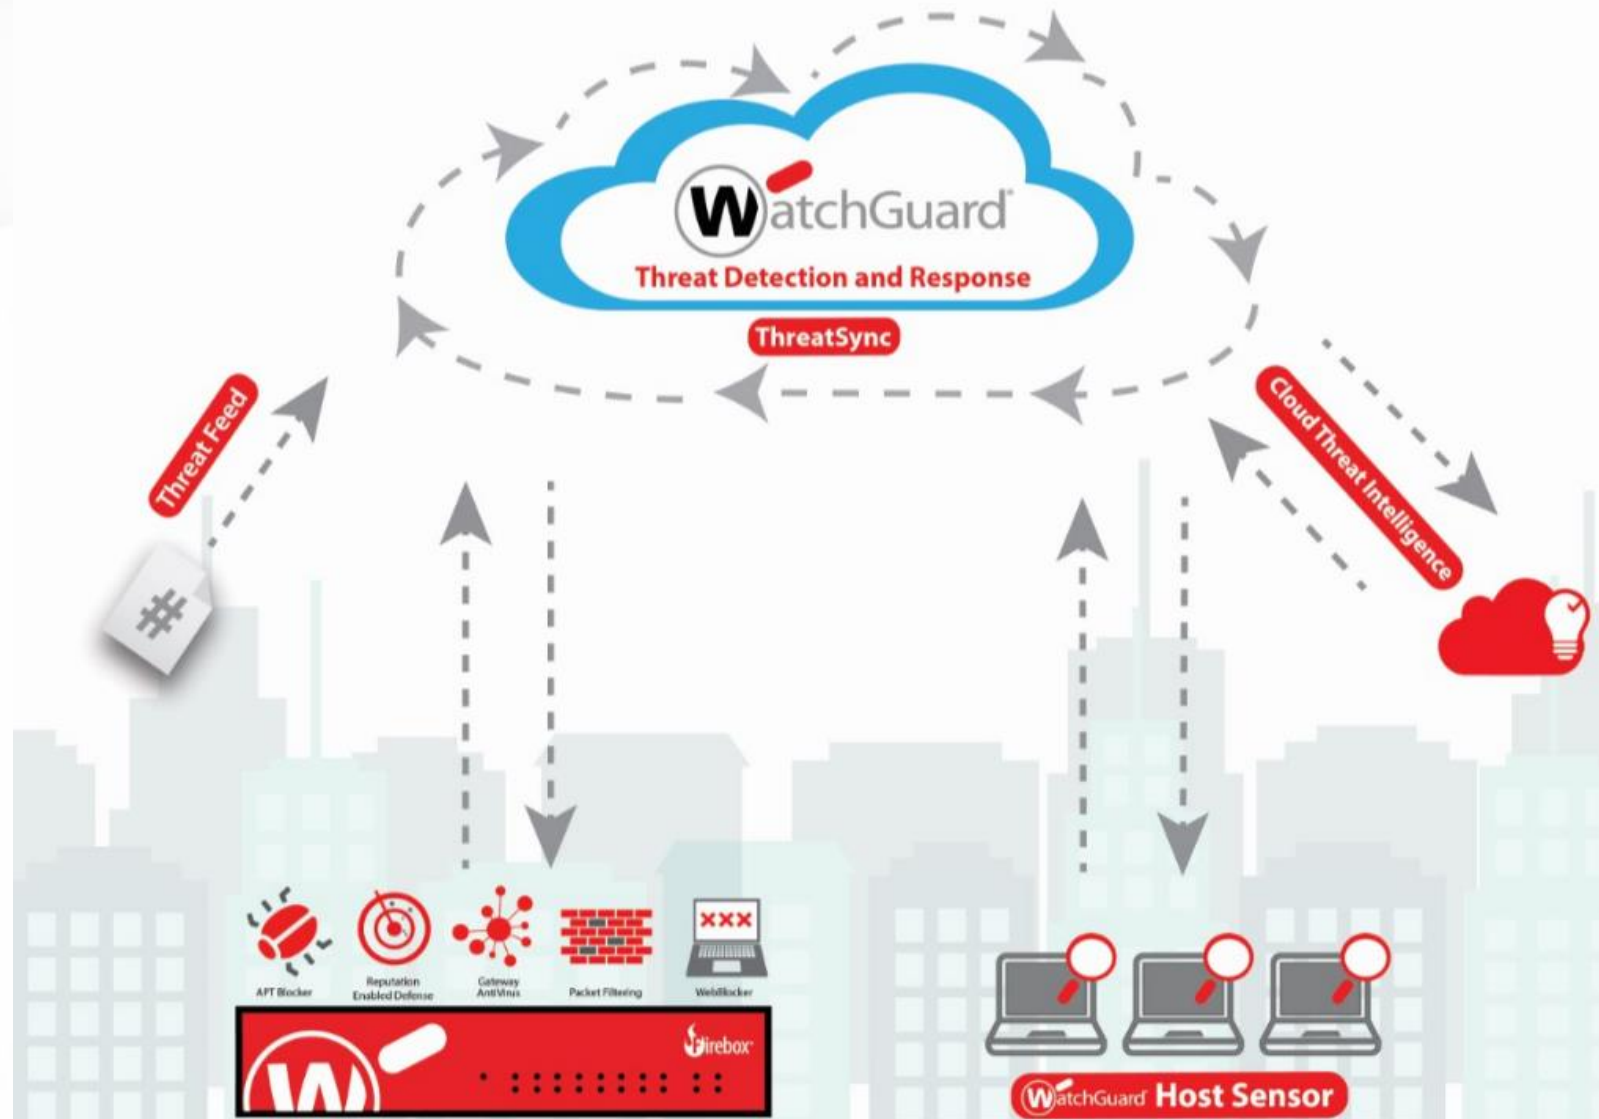 WatchGuard®
Threat Detection and Response
ThreatSync
Threat Feed
Cloud Threat Intelligence
#
APT Blocker
Reputation
Enabled Defense
Gateway
AntiVirus
Packet Filtering
xxx
WebBlocker
W
Firebox
WatchGuard Host Sensor